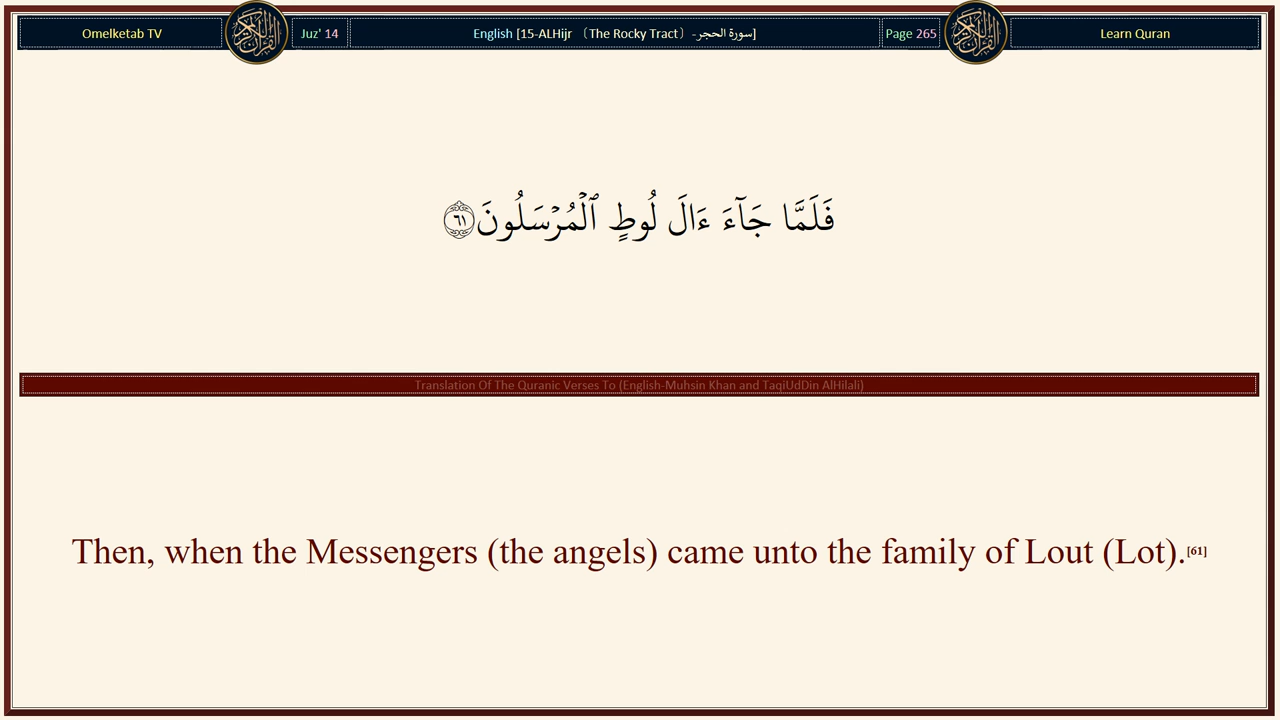 Omelketab TV
Juz' 14
English [15-ALHijr （The Rocky Tract）-سورة الحجر]
Page 265
Learn Quran
فَلَمَّا جَآءَ ءَالَ لُوطٍ ٱلْمُرْسَلُونَ ٦١
Translation Of The Quranic Verses To (English-Muhsin Khan and TaqiUdDin AlHilali)
Then, when the Messengers (the angels) came unto the family of Lout (Lot).[61]